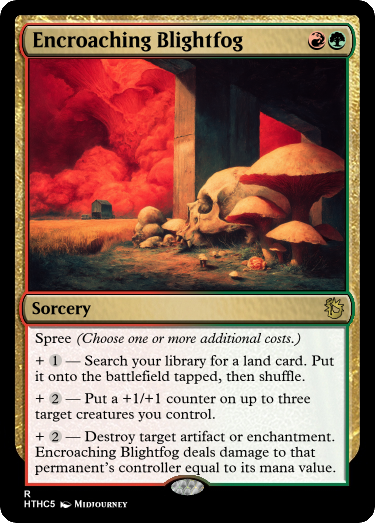 Encroaching Blightfog
Sorcery
Spree (Choose one or more additional costs.)
+ 1 — Search your library for a land card. Put
it onto the battlefield tapped, then shuffle.
+ 2 — Put a +1/+1 counter on up to three
target creatures you control.
+ 2 — Destroy target artifact or enchantment.
Encroaching Blightfog deals damage to that
permanent's controller equal to its mana value.
R
HTHC5 Midjourney